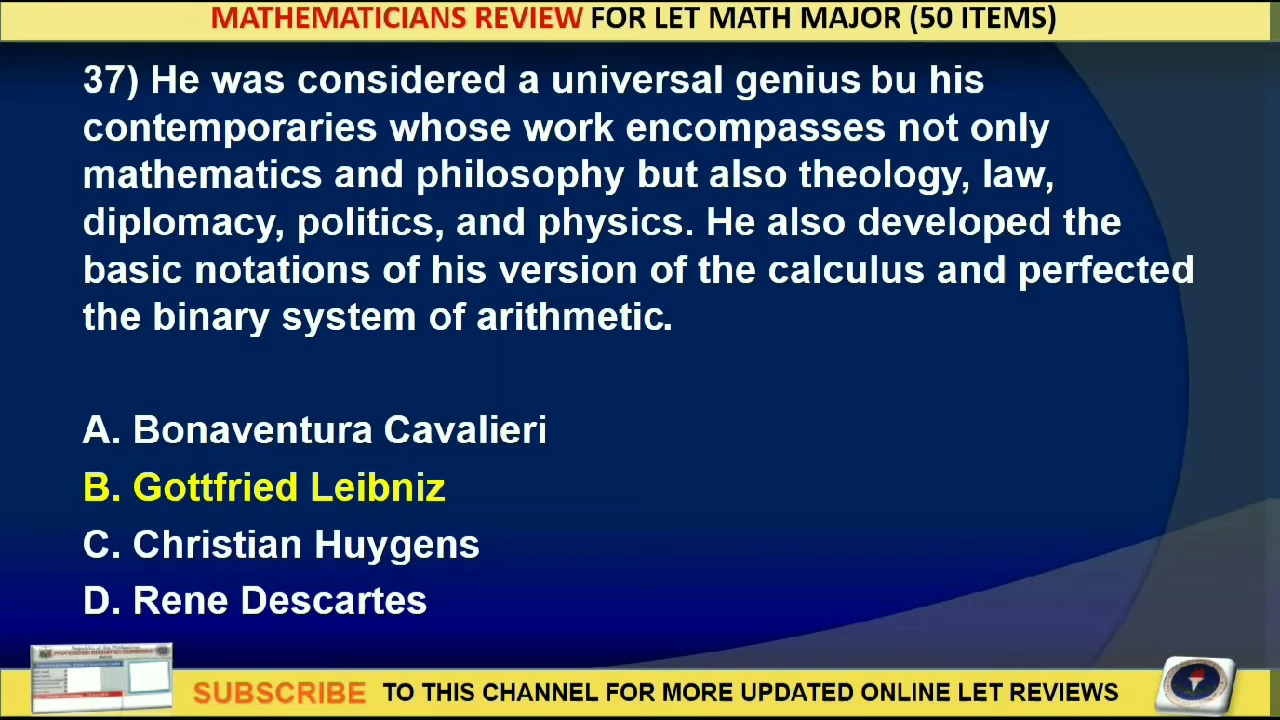 MATHEMATICIANS REVIEW FOR LET MATH MAJOR (50 ITEMS)
37) He was considered a universal genius bu his
contemporaries whose work encompasses not only
mathematics and philosophy but also theology, law,
diplomacy, politics, and physics. He also developed the
basic notations of his version of the calculus and perfected
the binary system of arithmetic.
A. Bonaventura Cavalieri
B. Gottfried Leibniz
C. Christian Huygens
D. Rene Descartes
SUBSCRIBE TO THIS CHANNEL FOR MORE UPDATED ONLINE LET REVIEWS